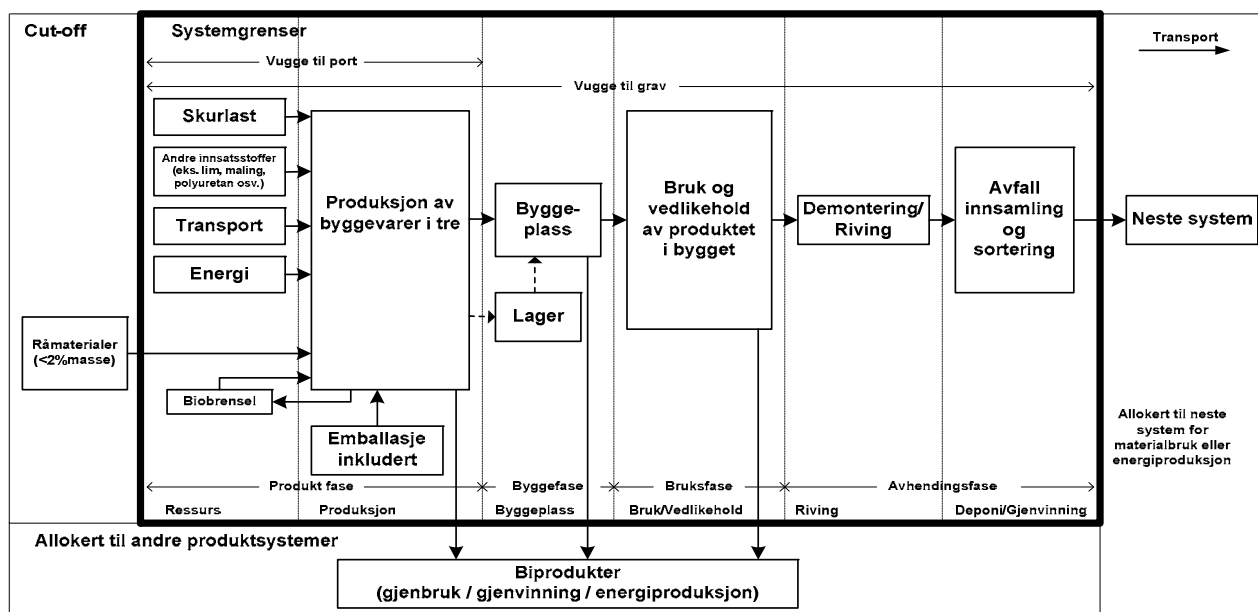 Cut-off
Systemgrenser
Transport
Vugge til port
Vugge til grav
Skurlast
Andre innsatsstoffer
(eks. lim, maling,
polyuretan osv.)
Transport
Energi
Råmaterialer
(<2%masse)
Biobrensel
Produksjon av
byggevarer i tre
Emballasje
inkludert
Bygge-
plass
Lager
Bruk og
vedlikehold
av produktet
i bygget
Demontering/
Riving
Avfall
innsamling
og
sortering
Neste system
Allokert til neste
system for
materialbruk eller
energiproduksjon
Produkt fase
Byggefase
Bruksfase
Avhendingsfase
Ressurs
Produksjon
Byggeplass
Bruk/Vedlikehold
Riving
Deponi/Gjenvinning
Allokert til andre produktsystemer
Biprodukter
(gjenbruk / gjenvinning / energiproduksjon)